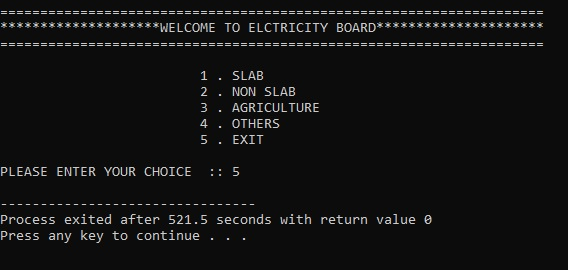 ====================================================================
********************WELCOME TO ELCTRICITY BOARD*********************
====================================================================
1 . SLAB
2 . NON SLAB
3 . AGRICULTURE
4 . OTHERS
5 . EXIT
PLEASE ENTER YOUR CHOICE  :: 5
--------------------------------
Process exited after 521.5 seconds with return value 0
Press any key to continue . . .